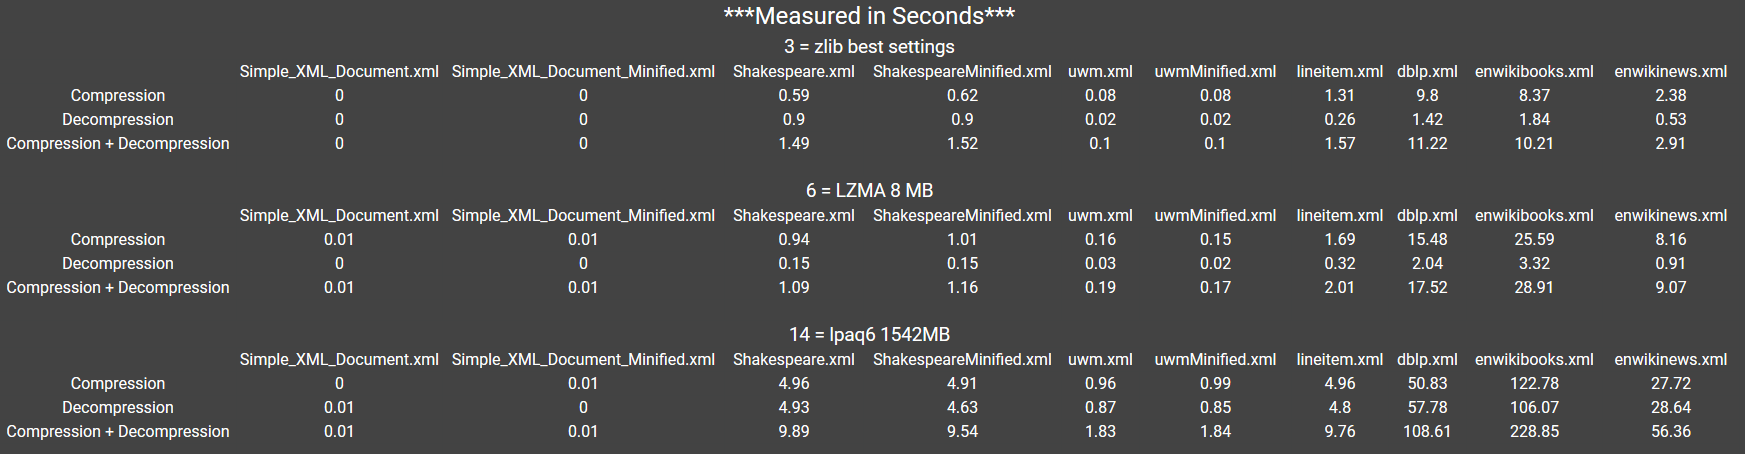 ***Measured in Seconds***
3 = zlib best settings
Simple_XML_Document.xml Simple_XML_Document_Minified.xml Shakespeare.xml ShakespeareMinified.xml uwm.xml uwmMinified.xml lineitem.xml dblp.xml enwikibooks.xml enwikinews.xml
Compression 0 0 0.59 0.62 0.08 0.08 1.31 9.8 8.37 2.38
Decompression 0 0 0.9 0.9 0.02 0.02 0.26 1.42 1.84 0.53
Compression + Decompression 0 0 1.49 1.52 0.1 0.1 1.57 11.22 10.21 2.91
6 = LZMA 8 MB
Simple_XML_Document.xml Simple_XML_Document_Minified.xml Shakespeare.xml ShakespeareMinified.xml uwm.xml uwmMinified.xml lineitem.xml dblp.xml enwikibooks.xml enwikinews.xml
Compression 0.01 0.01 0.94 1.01 0.16 0.15 1.69 15.48 25.59 8.16
Decompression 0 0 0.15 0.15 0.03 0.02 0.32 2.04 3.32 0.91
Compression + Decompression 0.01 0.01 1.09 1.16 0.19 0.17 2.01 17.52 28.91 9.07
14 = lpaq6 1542MB
Simple_XML_Document.xml Simple_XML_Document_Minified.xml Shakespeare.xml ShakespeareMinified.xml uwm.xml uwmMinified.xml lineitem.xml dblp.xml enwikibooks.xml enwikinews.xml
Compression 0 0.01 4.96 4.91 0.96 0.99 4.96 50.83 122.78 27.72
Decompression 0.01 0 4.93 4.63 0.87 0.85 4.8 57.78 106.07 28.64
Compression + Decompression 0.01 0.01 9.89 9.54 1.83 1.84 9.76 108.61 228.85 56.36